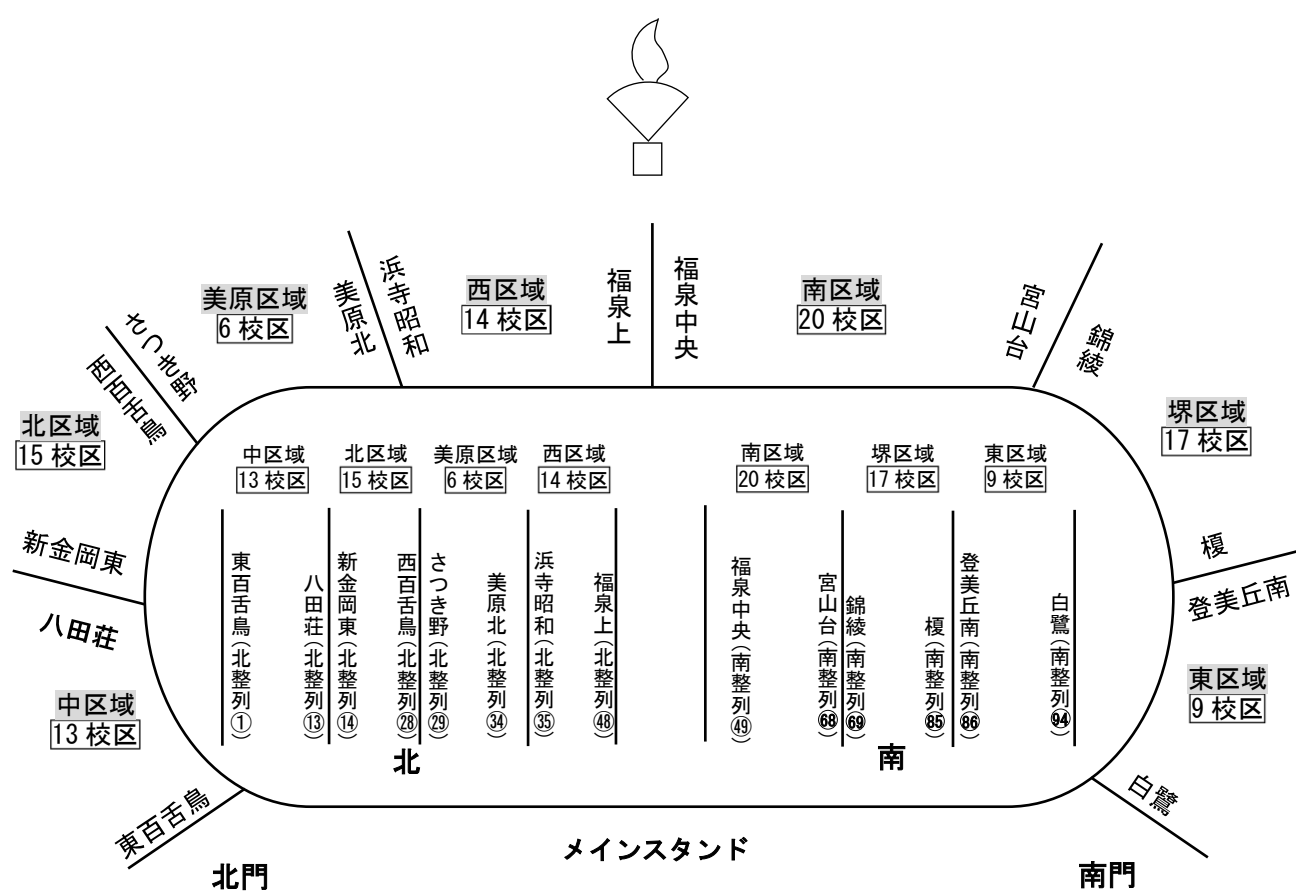 福泉上
福泉中央
浜寺昭和
美原北
西区域
14 校区
南区域
20 校区
宮山台
錦綾
美原区域
6 校区
さつき野
西百舌鳥
北区域
15 校区
堺区域
17 校区
新金岡東
八田荘
榎
登美丘南
中区域
13 校区
東区域
9 校区
東百舌鳥
白鷺
中区域
13 校区
北区域
15 校区
美原区域
6 校区
西区域
14 校区
南区域
20 校区
堺区域
17 校区
東区域
9 校区
東百舌鳥(北整列①)
八田荘(北整列⑬)
新金岡東(北整列⑭)
西百舌鳥(北整列㉘)
さつき野(北整列㉙)
美原北(北整列㉞)
浜寺昭和(北整列㉟)
福泉上(北整列㊽)
福泉中央(南整列㊾)
宮山台(南整列68)
錦綾(南整列69)
榎(南整列85)
登美丘南(南整列86)
白鷺(南整列94)
北
南
メインスタンド
北門
南門